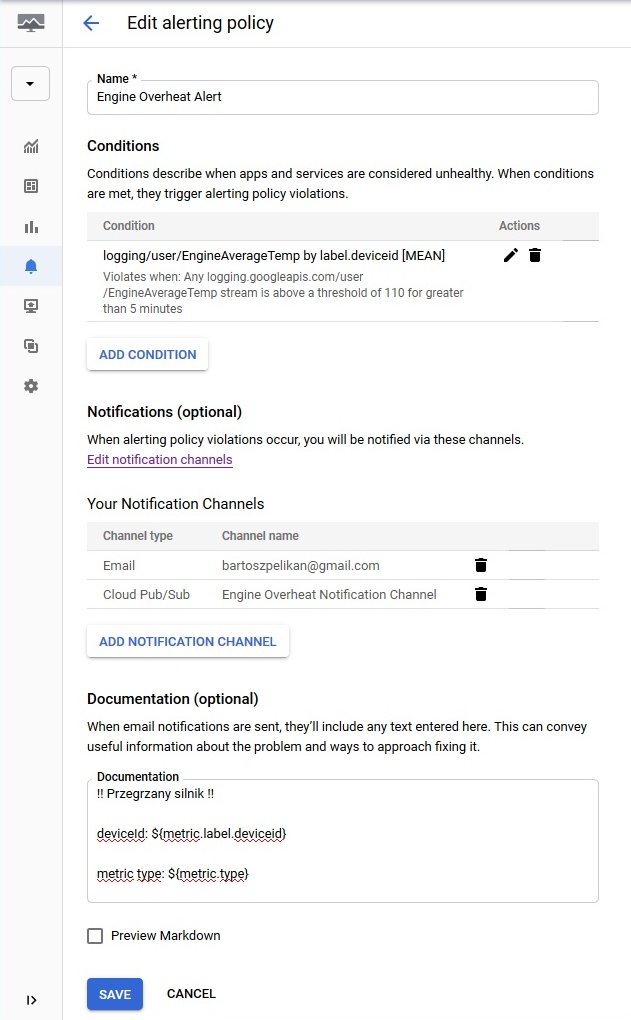 Edit alerting policy
Name *
Engine Overheat Alert
Conditions
Conditions describe when apps and services are considered unhealthy. When conditions
are met, they trigger alerting policy violations.
Condition Actions
logging/user/EngineAverageTemp by label.deviceid [MEAN]
Violates when: Any logging.googleapis.com/user
/EngineAverageTemp stream is above a threshold of 110 for greater
than 5 minutes
ADD CONDITION
Notifications (optional)
When alerting policy violations occur, you will be notified via these channels.
Edit notification channels
Your Notification Channels
Channel type Channel name
Email bartoszpelikan@gmail.com
Cloud Pub/Sub Engine Overheat Notification Channel
ADD NOTIFICATION CHANNEL
Documentation (optional)
When email notifications are sent, they’ll include any text entered here. This can convey
useful information about the problem and ways to approach fixing it.
Documentation
!! Przegrzany silnik !!
deviceId: ${metric.label.deviceid}
metric type: ${metric.type}
Preview Markdown
SAVE CANCEL